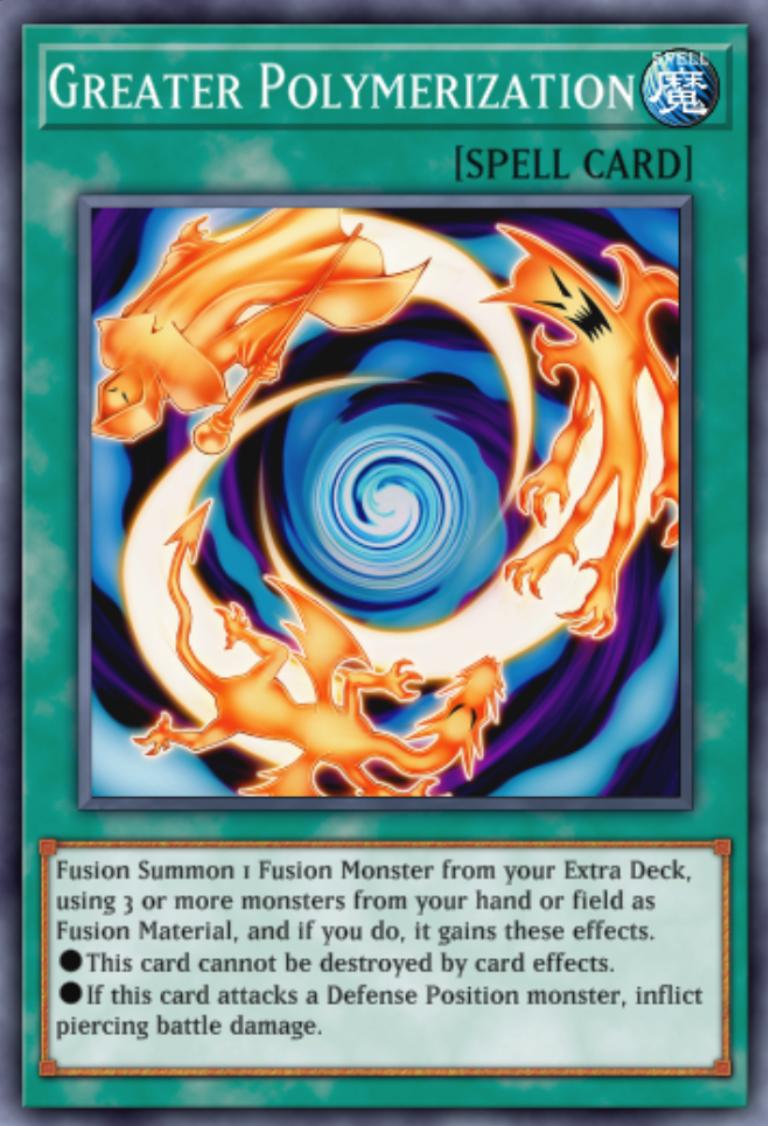 GREATER POLYMERIZATION
SPELL
魔
[SPELL CARD]
Fusion Summon 1 Fusion Monster from your Extra Deck,
using 3 or more monsters from your hand or field as
Fusion Material, and if you do, it gains these effects.
●This card cannot be destroyed by card effects.
●If this card attacks a Defense Position monster, inflict
piercing battle damage.